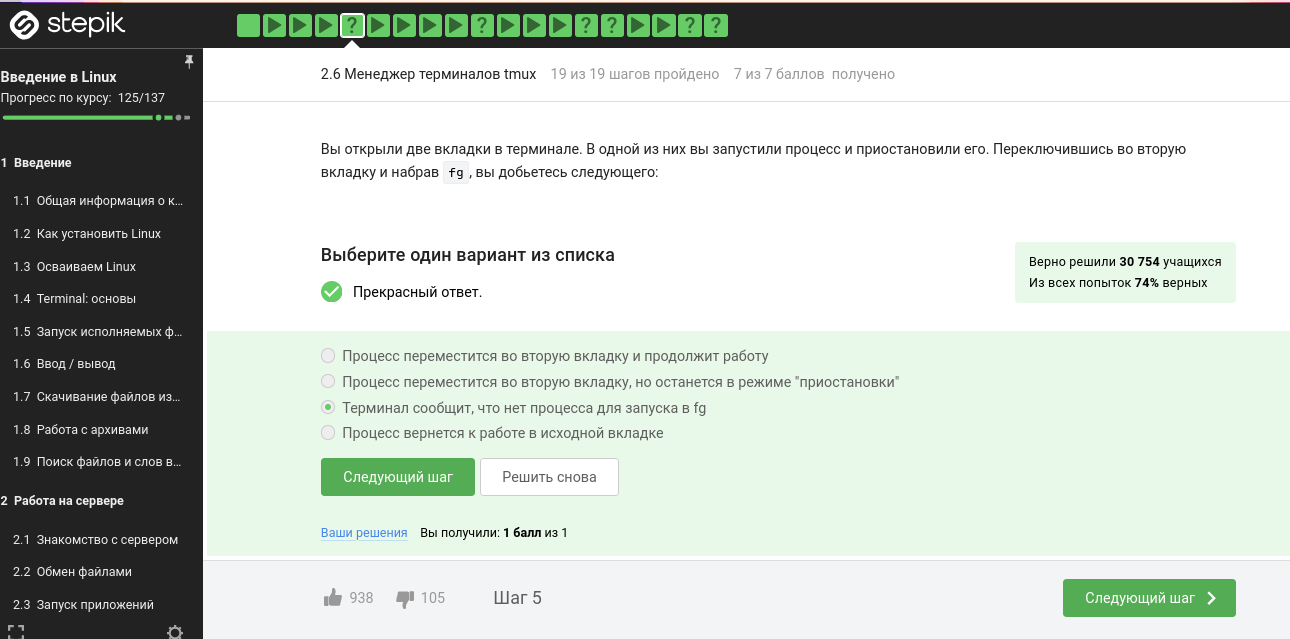 stepik
? ? ? ? ? ?
Введение в Linux
Прогресс по курсу: 125/137
1 Введение
1.1 Общая информация о к...
1.2 Как установить Linux
1.3 Осваиваем Linux
1.4 Terminal: основы
1.5 Запуск исполняемых ф...
1.6 Ввод / вывод
1.7 Скачивание файлов из...
1.8 Работа с архивами
1.9 Поиск файлов и слов в...
2 Работа на сервере
2.1 Знакомство с сервером
2.2 Обмен файлами
2.3 Запуск приложений
2.6 Менеджер терминалов tmux 19 из 19 шагов пройдено 7 из 7 баллов получено
Вы открыли две вкладки в терминале. В одной из них вы запустили процесс и приостановили его. Переключившись во вторую
вкладку и набрав fg, вы добьетесь следующего:
Выберите один вариант из списка
Прекрасный ответ.
Верно решили 30 754 учащихся
Из всех попыток 74% верных
Процесс переместится во вторую вкладку и продолжит работу
Процесс переместится во вторую вкладку, но останется в режиме "приостановки"
Терминал сообщит, что нет процесса для запуска в fg
Процесс вернется к работе в исходной вкладке
Следующий шаг Решить снова
Ваши решения Вы получили: 1 балл из 1
938 105 Шаг 5 Следующий шаг